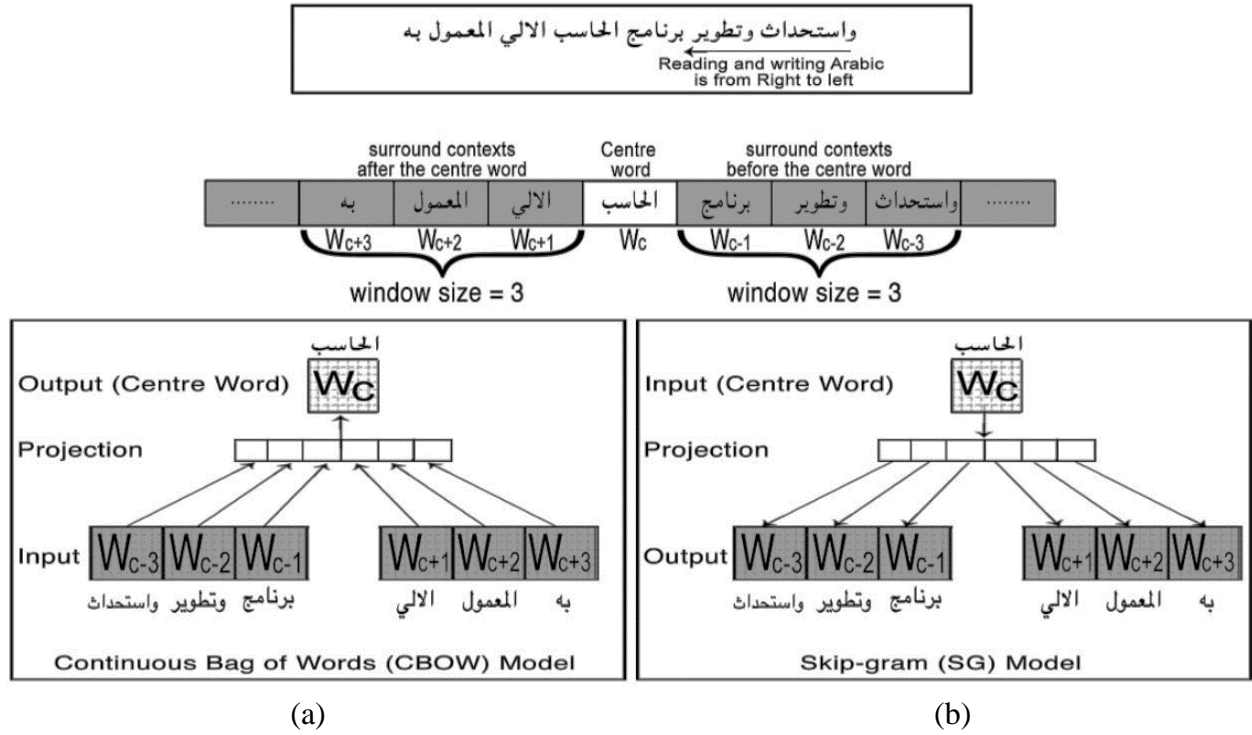 واستحداث وتطوير برنامج الحاسب الالي المعمول به
Reading and writing Arabic
is from Right to left
surround contexts
after the centre word
Centre
word
surround contexts
before the centre word
........ واستحداث وتطوير برنامج الحاسب الالي المعمول به ........
Wc+3 Wc+2 Wc+1 Wc Wc-1 Wc-2 Wc-3
window size = 3
window size = 3
الحاسب
Output (Centre Word) Wc
Projection
Input Wc-3 Wc-2 Wc-1 Wc+1 Wc+2 Wc+3
واستحداث وتطوير برنامج الالي المعمول به
Continuous Bag of Words (CBOW) Model
(a)
الحاسب
Input (Centre Word) Wc
Projection
Output Wc-3 Wc-2 Wc-1 Wc+1 Wc+2 Wc+3
واستحداث وتطوير برنامج الالي المعمول به
Skip-gram (SG) Model
(b)